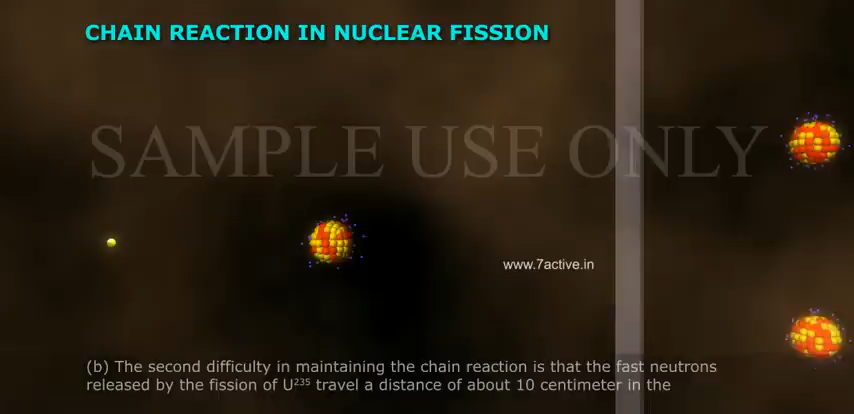 CHAIN REACTION IN NUCLEAR FISSION
SAMPLE USE ONLY
www.7active.in
(b) The second difficulty in maintaining the chain reaction is that the fast neutrons
released by the fission of U²³⁵ travel a distance of about 10 centimeter in the